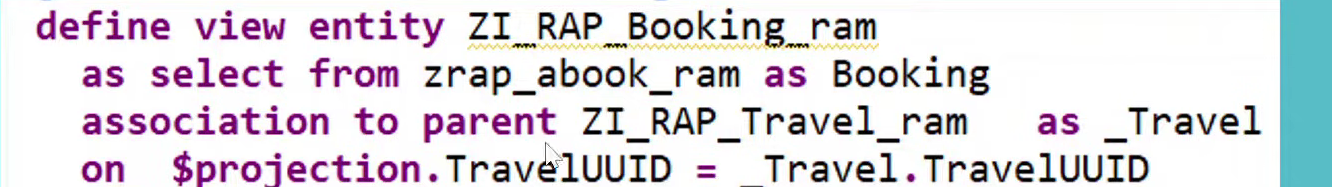 define view entity ZI_RAP_Booking_ram
as select from zrap_abook_ram as Booking
association to parent ZI_RAP_Travel_ram as _Travel
on $projection.TravelUUID = _Travel.TravelUUID